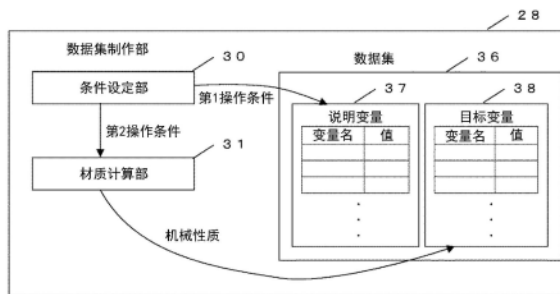 28
数据集制作部
30
数据集
36
条件设定部
第1操作条件
37
38
说明变量
目标变量
变量名 值
变量名 值
第2操作条件
31
材质计算部
机械性质